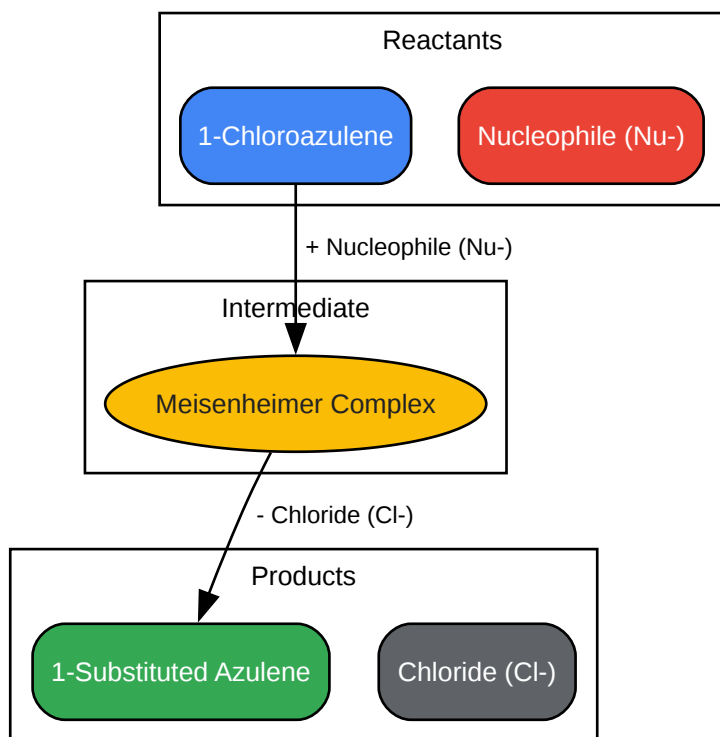 Reactants
1-Chloroazulene
Nucleophile (Nu-)
+ Nucleophile (Nu-)
Intermediate
Meisenheimer Complex
- Chloride (Cl-)
Products
1-Substituted Azulene
Chloride (Cl-)